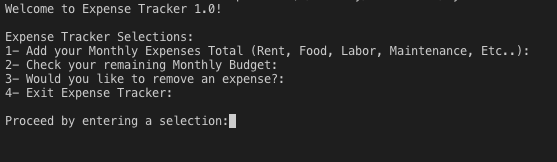 Welcome to Expense Tracker 1.0!
Expense Tracker Selections:
1- Add your Monthly Expenses Total (Rent, Food, Labor, Maintenance, Etc..):
2- Check your remaining Monthly Budget:
3- Would you like to remove an expense?:
4- Exit Expense Tracker:
Proceed by entering a selection: